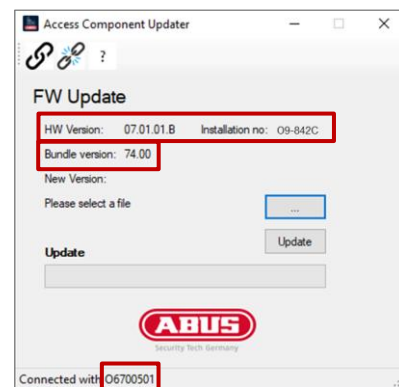 Access Component Updater
?
FW Update
HW Version: 07.01.01.B Installation no: O9-842C
Bundle version: 74.00
New Version:
Please select a file
...
Update
Update
ABUS
Security Tech Germany
Connected with O6700501